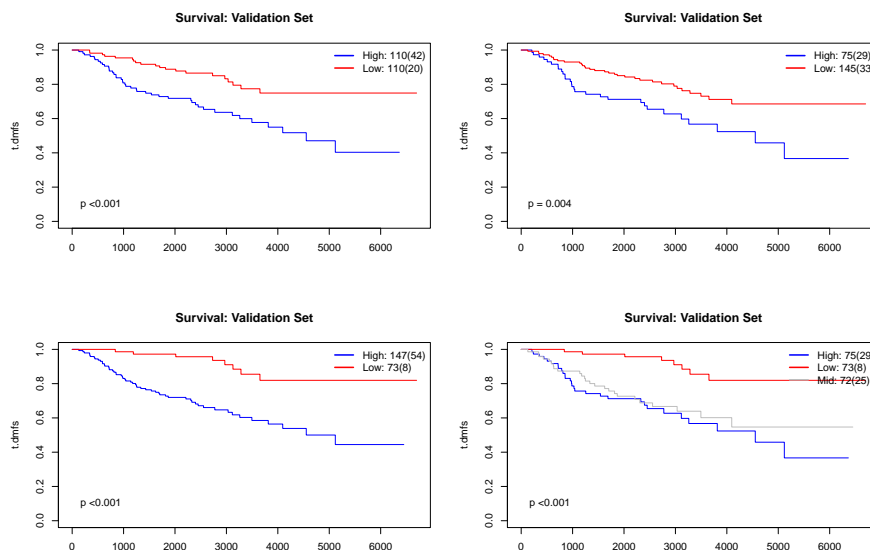 Survival: Validation Set
t.dmfs
1.0
0.8
0.6
0.4
0.2
0.0
High: 110(42)
Low: 110(20)
p <0.001
0 1000 2000 3000 4000 5000 6000
Survival: Validation Set
t.dmfs
1.0
0.8
0.6
0.4
0.2
0.0
High: 75(29)
Low: 145(33
p = 0.004
0 1000 2000 3000 4000 5000 6000
Survival: Validation Set
t.dmfs
1.0
0.8
0.6
0.4
0.2
0.0
High: 147(54)
Low: 73(8)
p <0.001
0 1000 2000 3000 4000 5000 6000
Survival: Validation Set
t.dmfs
1.0
0.8
0.6
0.4
0.2
0.0
High: 75(29
Low: 73(8)
Mid: 72(25)
p <0.001
0 1000 2000 3000 4000 5000 6000